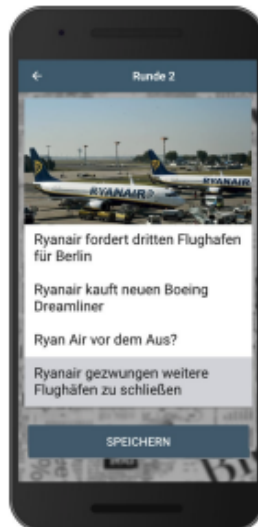 Runde 2
RYANAIR
RYANAIR
Ryanair fordert dritten Flughafen
für Berlin
Ryanair kauft neuen Boeing
Dreamliner
Ryan Air vor dem Aus?
Ryanair gezwungen weitere
Flughäfen zu schließen
SPEICHERN